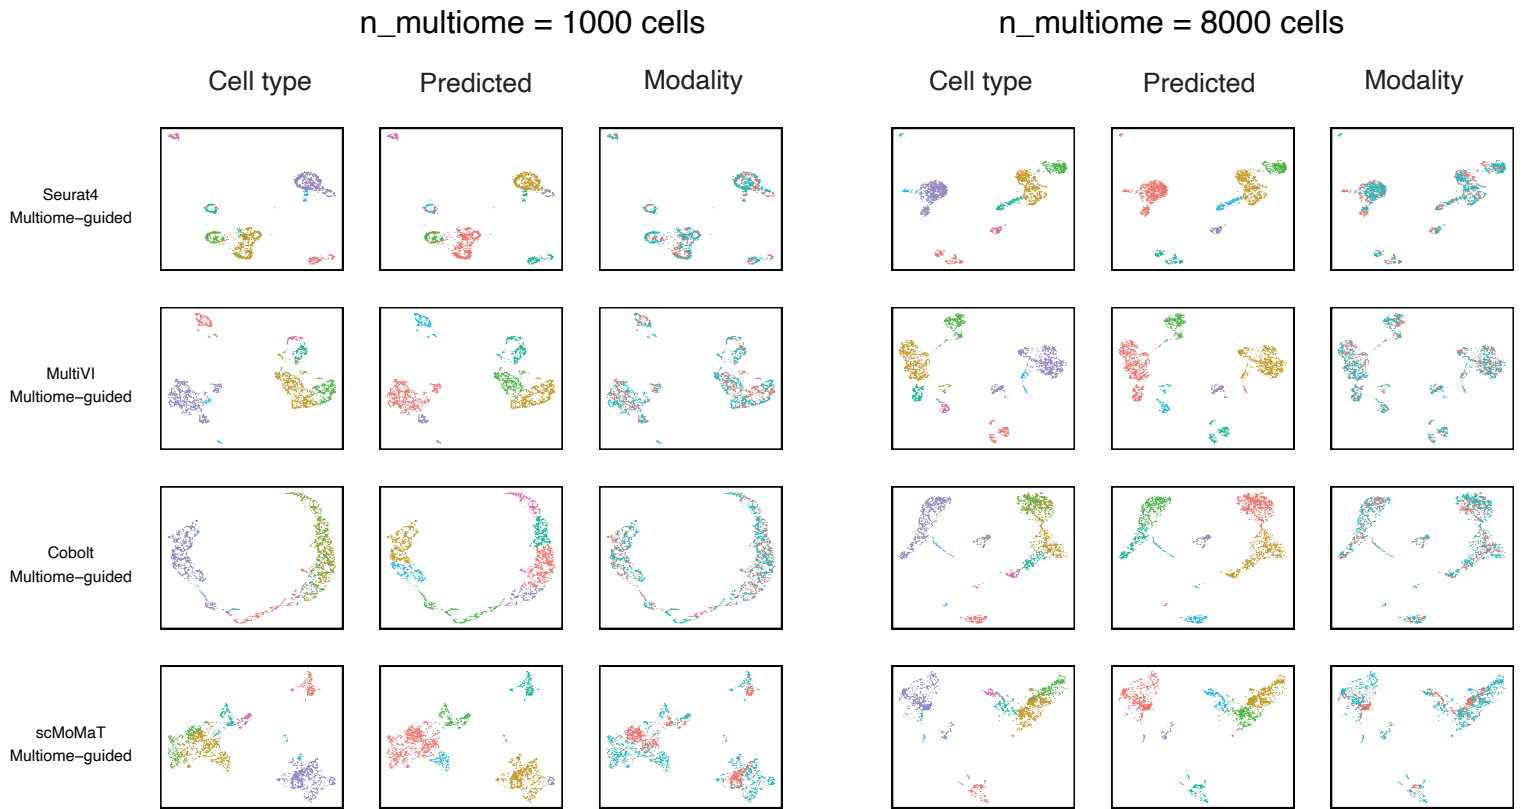 n_multiome = 1000 cells
n_multiome = 8000 cells
Cell type
Predicted
Modality
Cell type
Predicted
Modality
Seurat4
Multiome−guided
MultiVI
Multiome−guided
Cobolt
Multiome−guided
scMoMaT
Multiome−guided